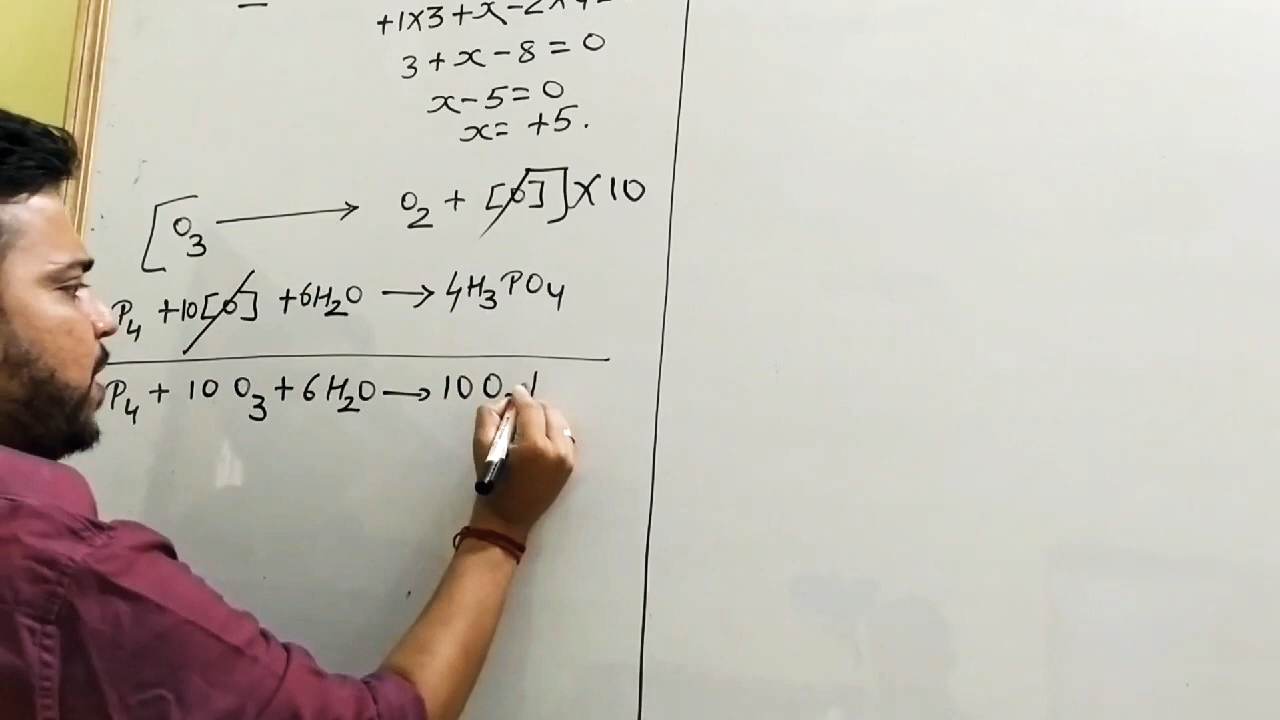 +1×3+x-2×4=
3+x-8=0
x-5=0
x= +5.
[O₃ ⟶ O₂ + [O]]×10
P₄ +10[O] +6H₂O ⟶ 4H₃PO₄
P₄ + 10 O₃ + 6H₂O ⟶ 10 O₂